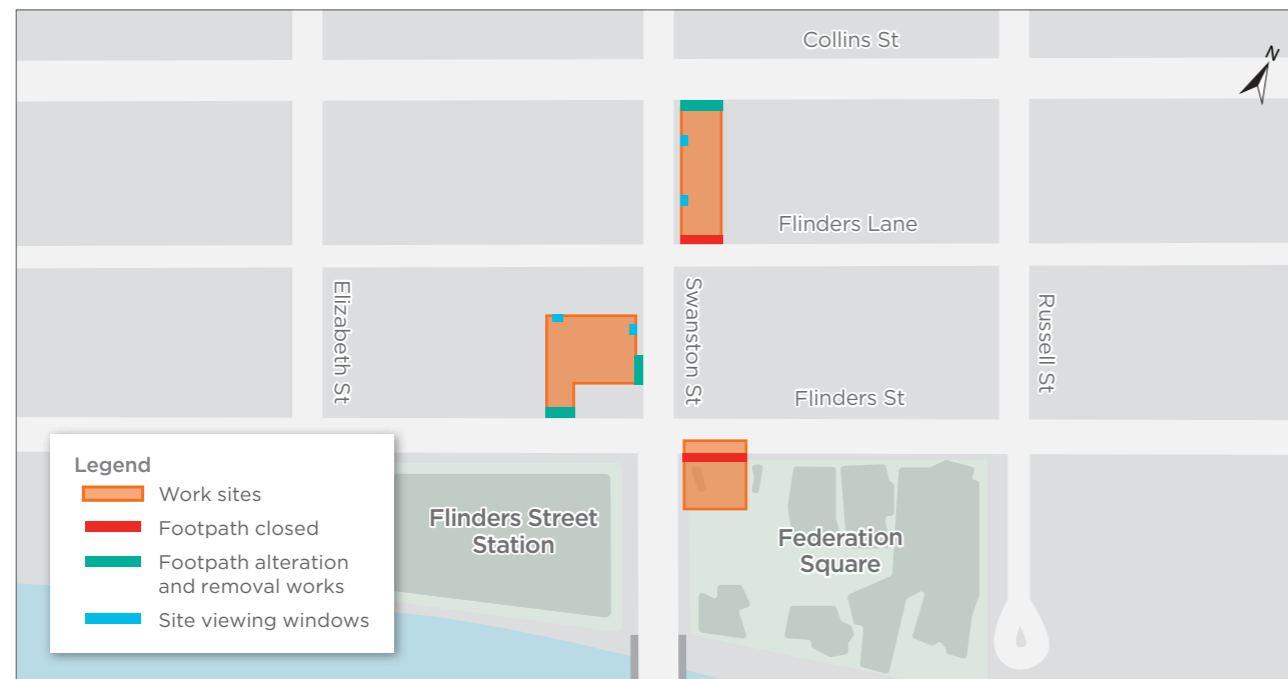 Collins St
N
Flinders Lane
Elizabeth St
Swanston St
Russell St
Flinders St
Legend
Work sites
Footpath closed
Footpath alteration
and removal works
Site viewing windows
Flinders Street
Station
Federation
Square